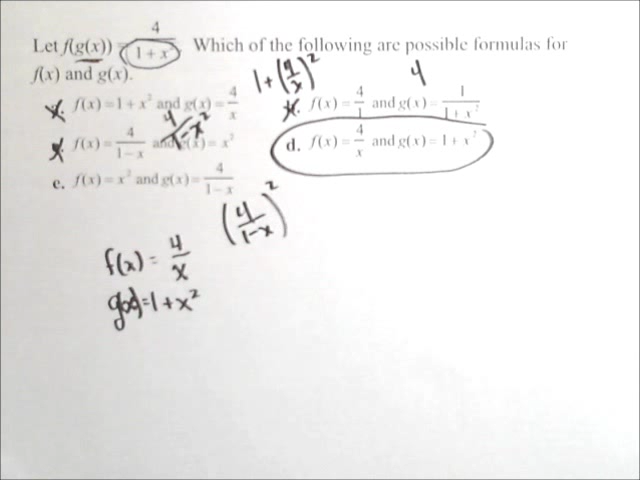 Let f(g(x)) = 4/(1 + x²) Which of the following are possible formulas for
f(x) and g(x).
1+(4/x)² 4
a. f(x) = 1 + x² and g(x) = 4/x c. f(x) = 4/1 and g(x) = 1/(1 + x²)
4/(1-x²)
f(x) = 4/(1 − x) and g(x) = x² d. f(x) = 4/x and g(x) = 1 + x²
e. f(x) = x² and g(x) = 4/(1 − x)
(4/(1-x))²
f(x) = 4/x
g(x)=1+x²